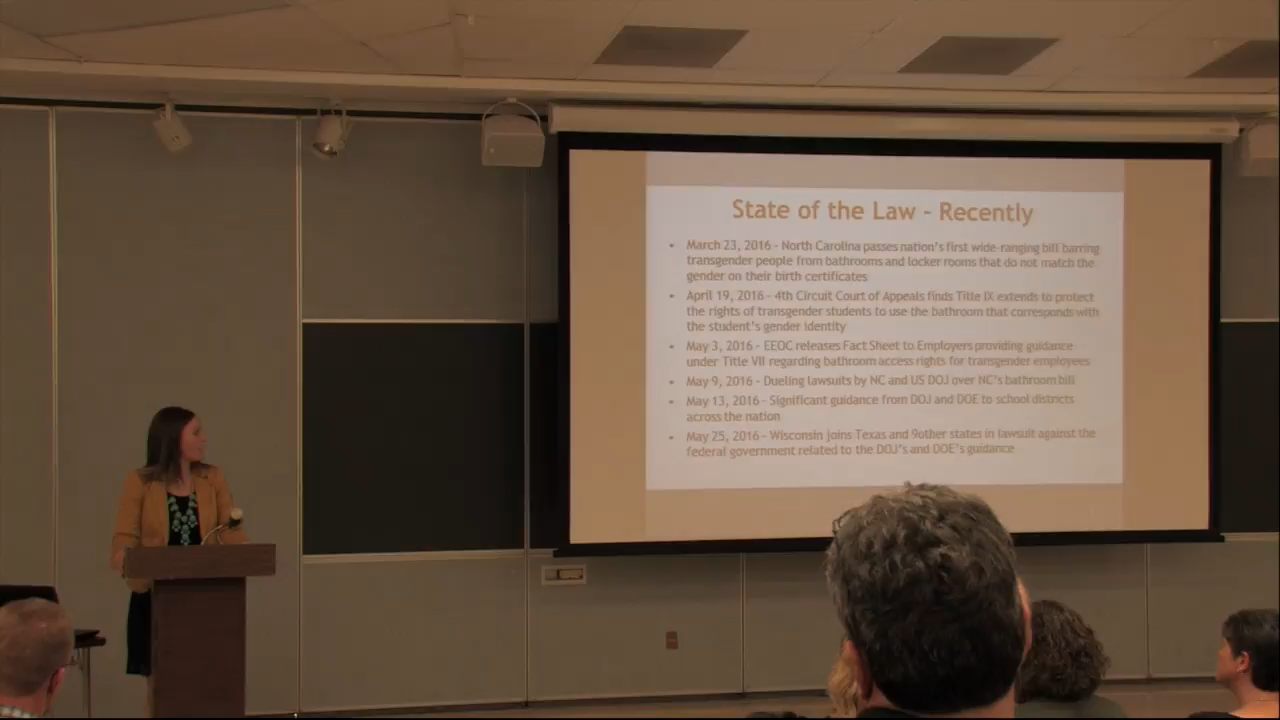 State of the Law - Recently
• March 23, 2016 - North Carolina passes nation's first wide-ranging bill barring
transgender people from bathrooms and locker rooms that do not match the
gender on their birth certificates
• April 19, 2016 - 4th Circuit Court of Appeals finds Title IX extends to protect
the rights of transgender students to use the bathroom that corresponds with
the student's gender identity
• May 3, 2016 - EEOC releases Fact Sheet to Employers providing guidance
under Title VII regarding bathroom access rights for transgender employees
• May 9, 2016 - Dueling lawsuits by NC and US DOJ over NC's bathroom bill
• May 13, 2016 - Significant guidance from DOJ and DOE to school districts
across the nation
• May 25, 2016 - Wisconsin joins Texas and 9other states in lawsuit against the
federal government related to the DOJ's and DOE's guidance